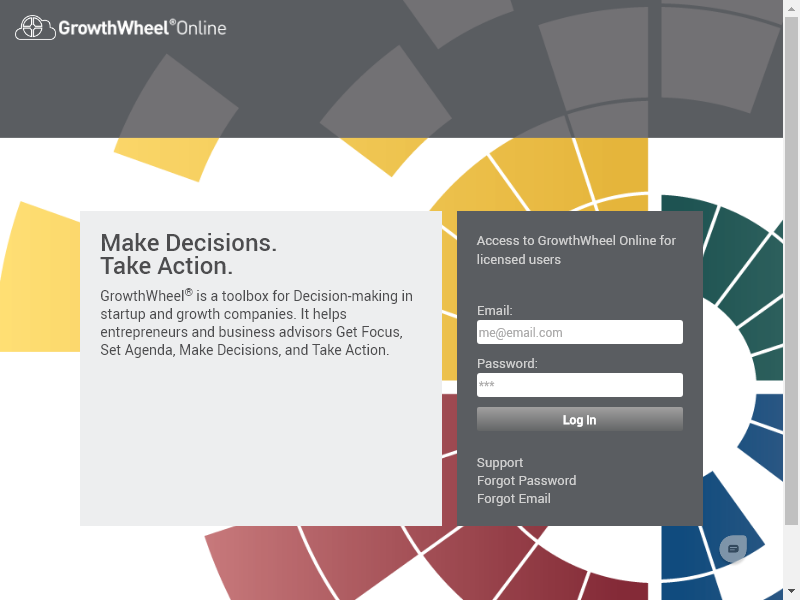 GrowthWheel®Online
Make Decisions.
Take Action.
GrowthWheel® is a toolbox for Decision-making in
startup and growth companies. It helps
entrepreneurs and business advisors Get Focus,
Set Agenda, Make Decisions, and Take Action.
Access to GrowthWheel Online for
licensed users
Email:
me@email.com
Password:
***
Log In
Support
Forgot Password
Forgot Email